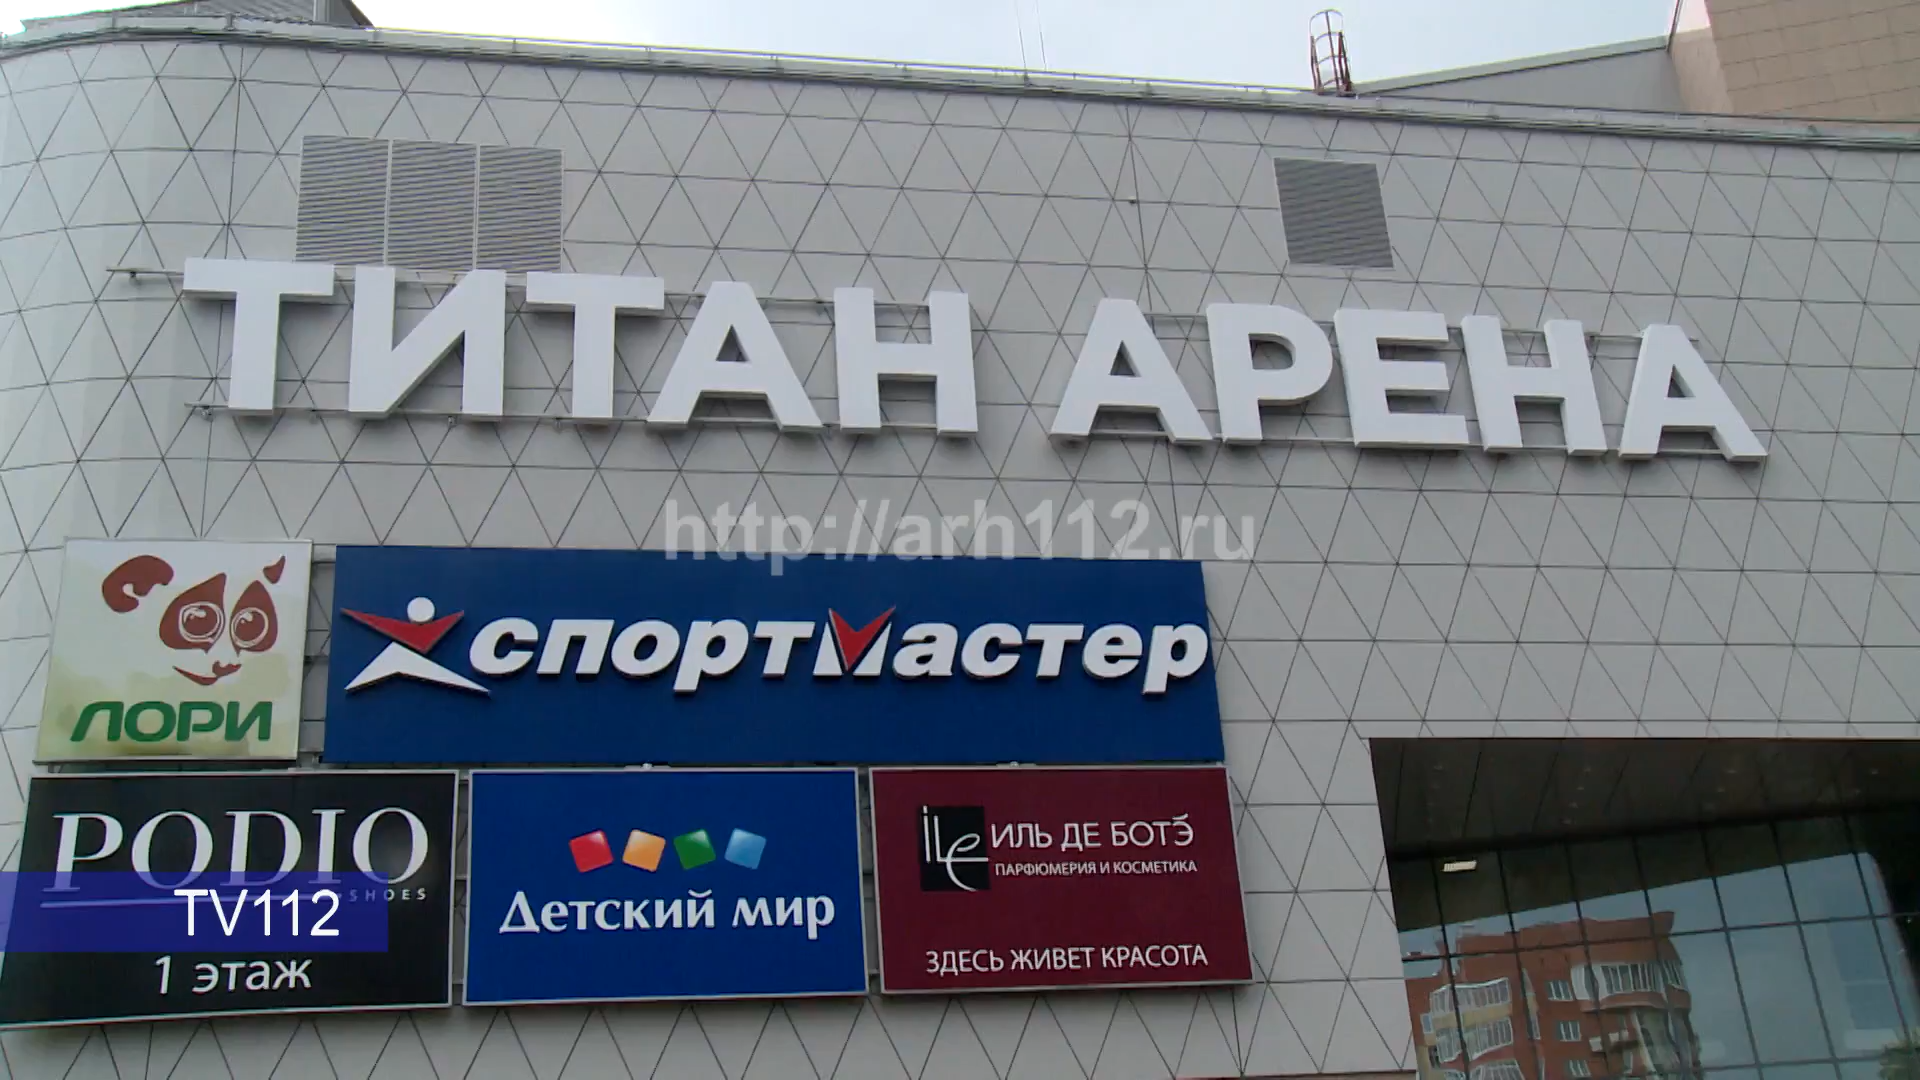 ТИТАН АРЕНА
http://arh112.ru
ЛОРИ
спортмастер
PODIO
SHOES
TV112
1 этаж
Детский мир
iLe ИЛЬ ДЕ БОТЭ
ПАРФЮМЕРИЯ И КОСМЕТИКА
ЗДЕСЬ ЖИВЕТ КРАСОТА